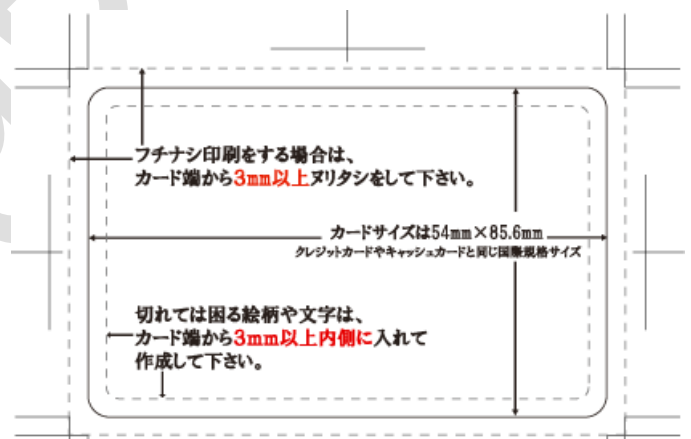 フチナシ印刷をする場合は、
カード端から3mm以上ヌリタシをして下さい。
カードサイズは54mm×85.6mm
クレジットカードやキャッシュカードと同じ国際規格サイズ
切れては困る絵柄や文字は、
カード端から3mm以上内側に入れて
作成して下さい。